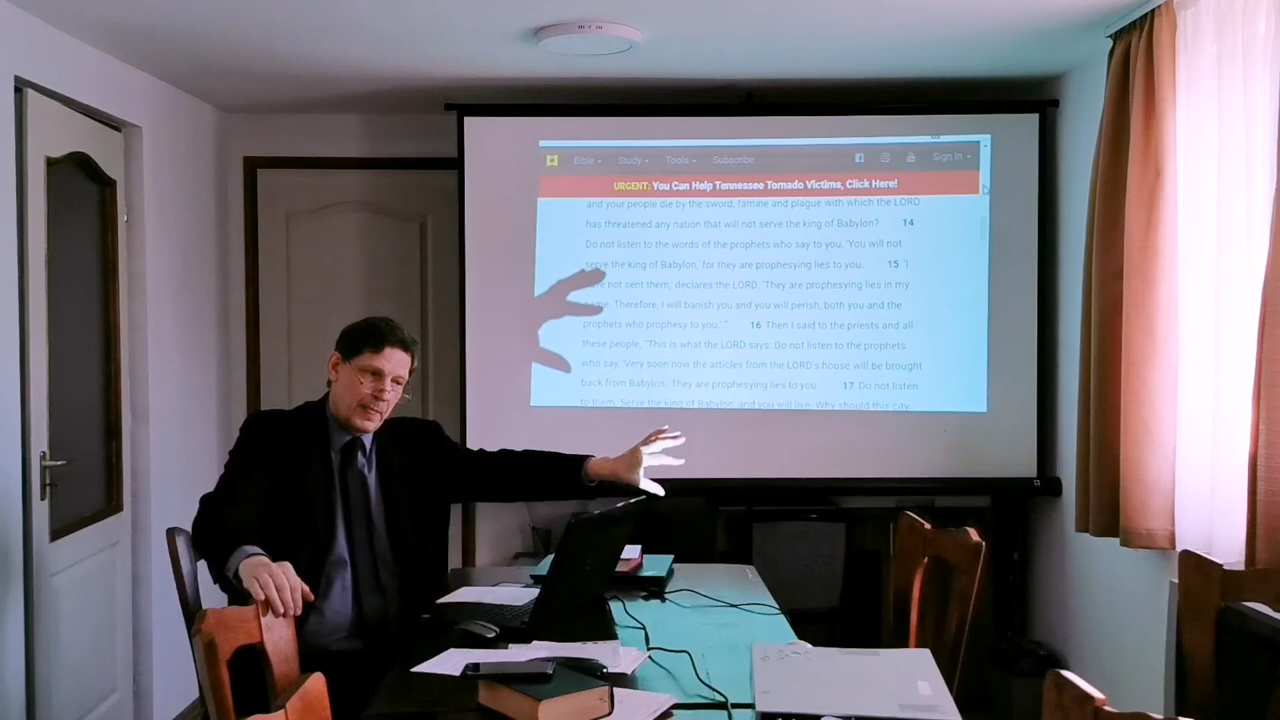 Bible Study Tools Subscribe Sign In
URGENT: You Can Help Tennessee Tornado Victims, Click Here!
and your people die by the sword, famine and plague with which the LORD
has threatened any nation that will not serve the king of Babylon? 14
Do not listen to the words of the prophets who say to you, 'You will not
serve the king of Babylon,' for they are prophesying lies to you. 15 'I
not sent them,' declares the LORD. 'They are prophesying lies in my
name. Therefore, I will banish you and you will perish, both you and the
prophets who prophesy to you.' " 16 Then I said to the priests and all
these people, "This is what the LORD says: Do not listen to the prophets
who say, 'Very soon now the articles from the LORD's house will be brought
back from Babylon.' They are prophesying lies to you. 17 Do not listen
to them. Serve the king of Babylon, and you will live. Why should this city